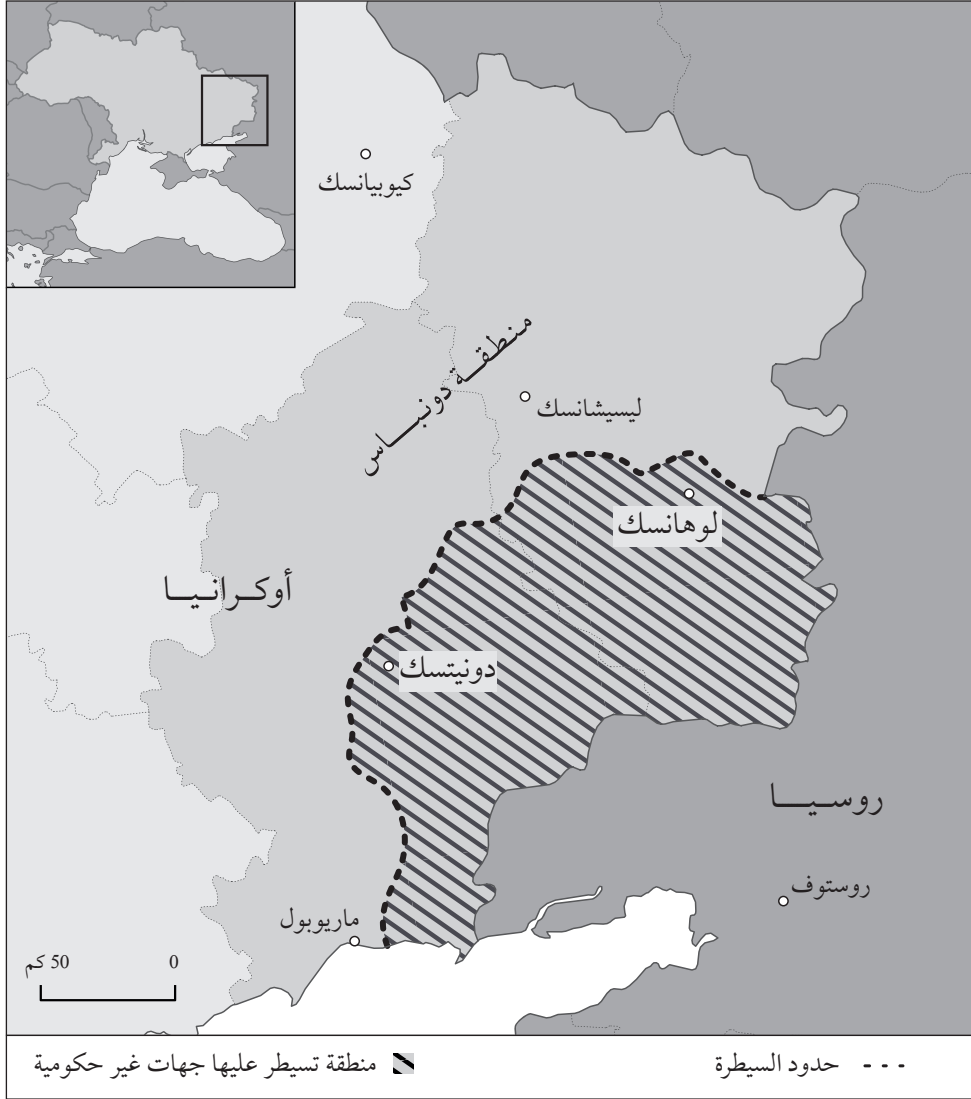 كيوبيانسك
منطقة دونباس
ليسيشانسك
لوهانسك
أوكرانيا
دونيتسك
روسيا
روستوف
ماريوبول
0 50 كم
حدود السيطرة
منطقة تسيطر عليها جهات غير حكومية